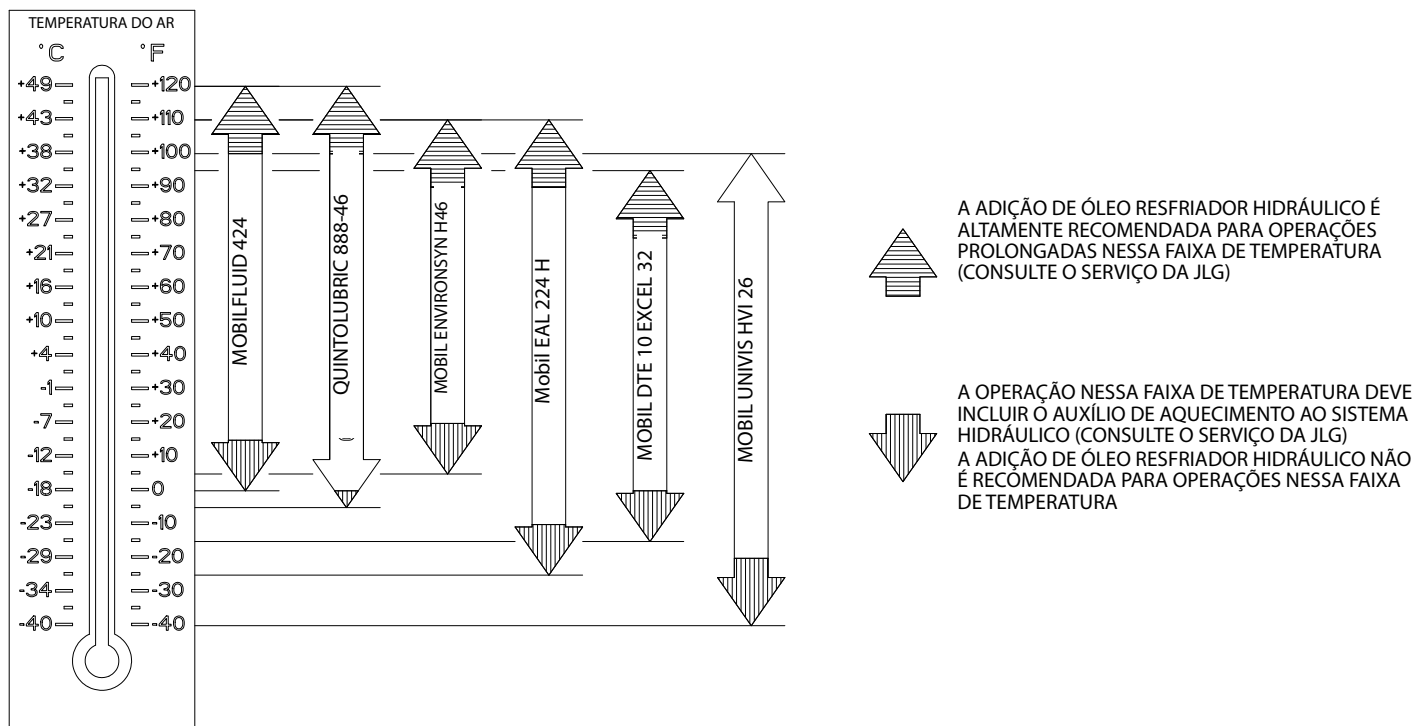 TEMPERATURA DO AR
°C °F
+49 +120
+43 +110
+38 +100
+32 +90
+27 +80
+21 +70
+16 +60
+10 +50
+4 +40
-1 +30
-7 +20
-12 +10
-18 0
-23 -10
-29 -20
-34 -30
-40 -40
MOBILFLUID 424
QUINTOLUBRIC 888-46
MOBIL ENVIRONSYN H46
Mobil EAL 224 H
MOBIL DTE 10 EXCEL 32
MOBIL UNIVIS HVI 26
A ADIÇÃO DE ÓLEO RESFRIADOR HIDRÁULICO É
ALTAMENTE RECOMENDADA PARA OPERAÇÕES
PROLONGADAS NESSA FAIXA DE TEMPERATURA
(CONSULTE O SERVIÇO DA JLG)
A OPERAÇÃO NESSA FAIXA DE TEMPERATURA DEVE
INCLUIR O AUXÍLIO DE AQUECIMENTO AO SISTEMA
HIDRÁULICO (CONSULTE O SERVIÇO DA JLG)
A ADIÇÃO DE ÓLEO RESFRIADOR HIDRÁULICO NÃO
É RECOMENDADA PARA OPERAÇÕES NESSA FAIXA
DE TEMPERATURA